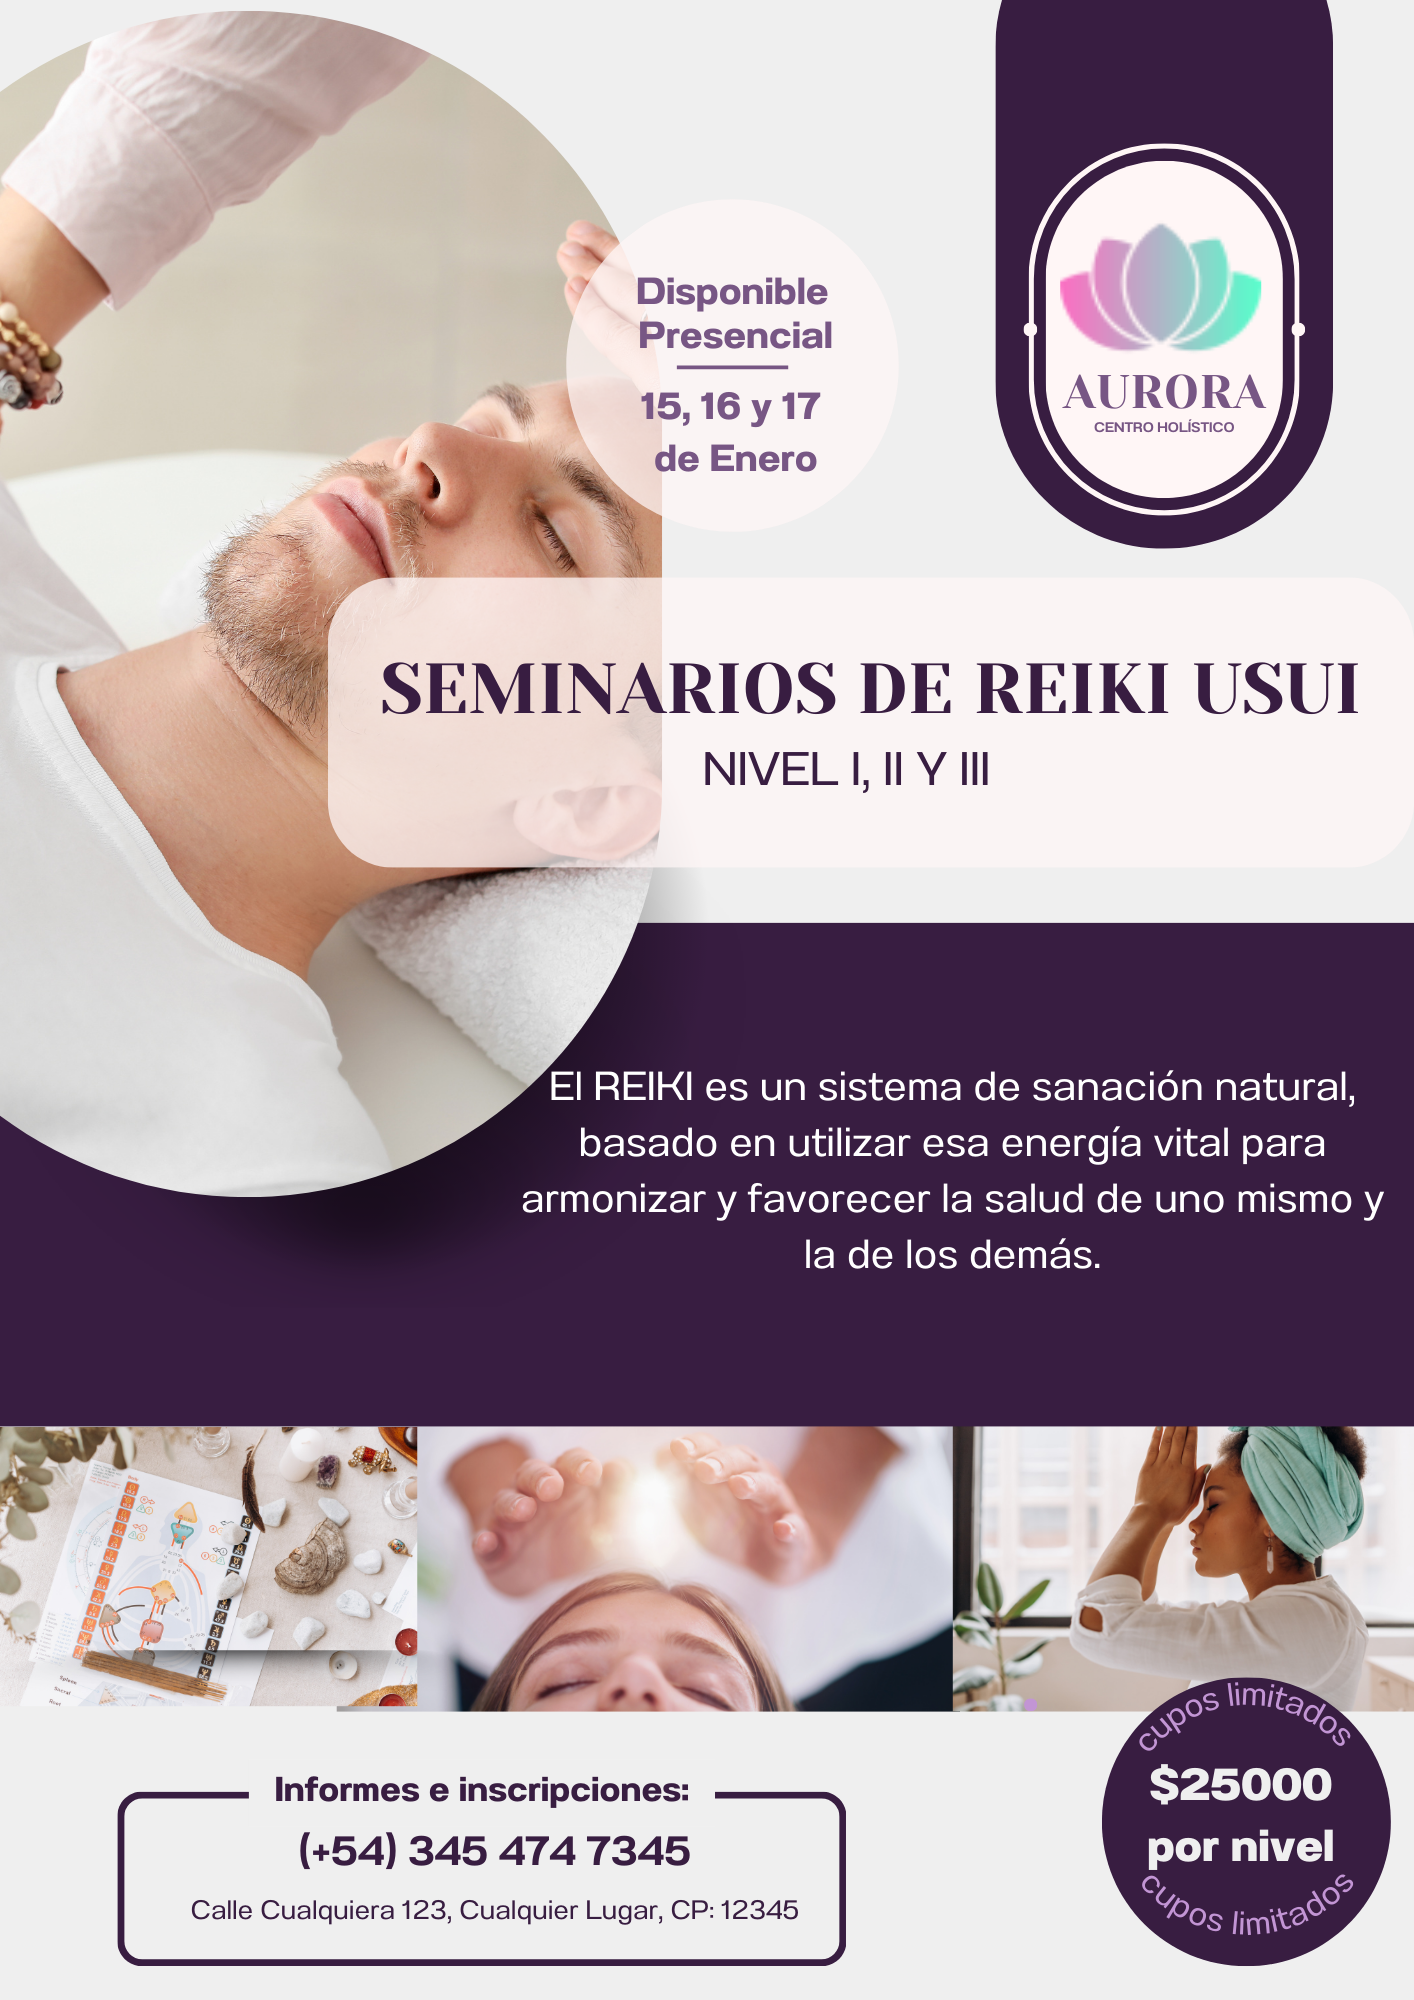 Disponible
Presencial
15, 16 y 17
de Enero
AURORA
CENTRO HOLÍSTICO
SEMINARIOS DE REIKI USUI
NIVEL I, II Y III
El REIKI es un sistema de sanación natural,
basado en utilizar esa energía vital para
armonizar y favorecer la salud de uno mismo y
la de los demás.
Informes e inscripciones:
(+54) 345 474 7345
Calle Cualquiera 123, Cualquier Lugar, CP: 12345
cupos limitados
$25000
por nivel
cupos limitados